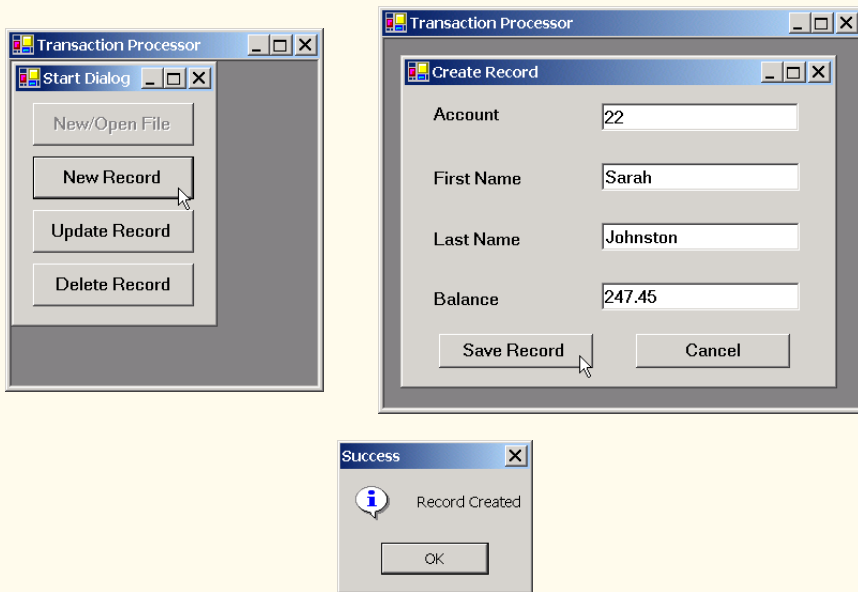 Transaction Processor
Start Dialog
New/Open File
New Record
Update Record
Delete Record
Transaction Processor
Create Record
Account 22
First Name Sarah
Last Name Johnston
Balance 247.45
Save Record Cancel
Success
Record Created
OK